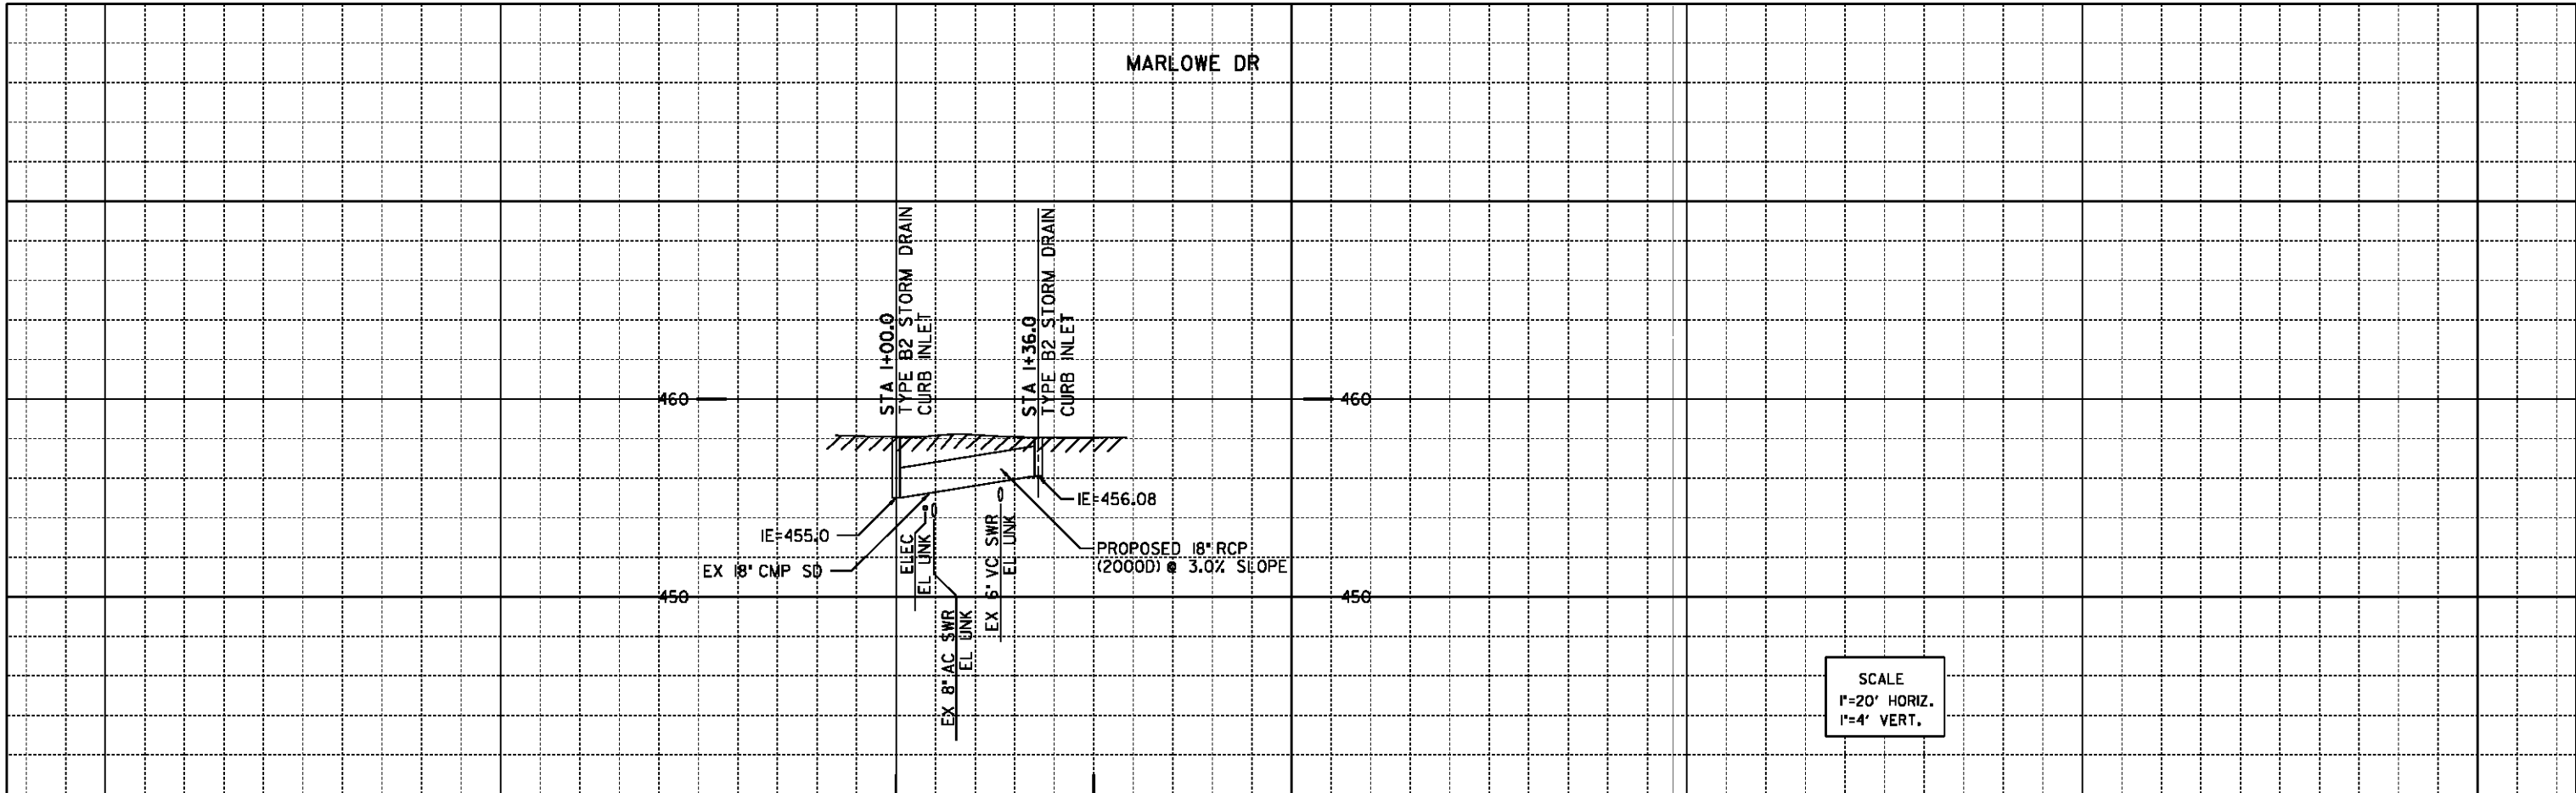 MARLOWE DR
STA 1+00.0
TYPE B2 STORM DRAIN
CURB INLET
STA 1+36.0
TYPE B2 STORM DRAIN
CURB INLET
460
460
IE=455.0
IE=456.08
EX 18" CMP SD
ELEC
EL UNK
EX 8" AC SWR
EL UNK
EX 6" VC SWR
EL UNK
PROPOSED 18" RCP
(2000D) @ 3.0% SLOPE
450
450
SCALE
1"=20' HORIZ.
1"=4' VERT.